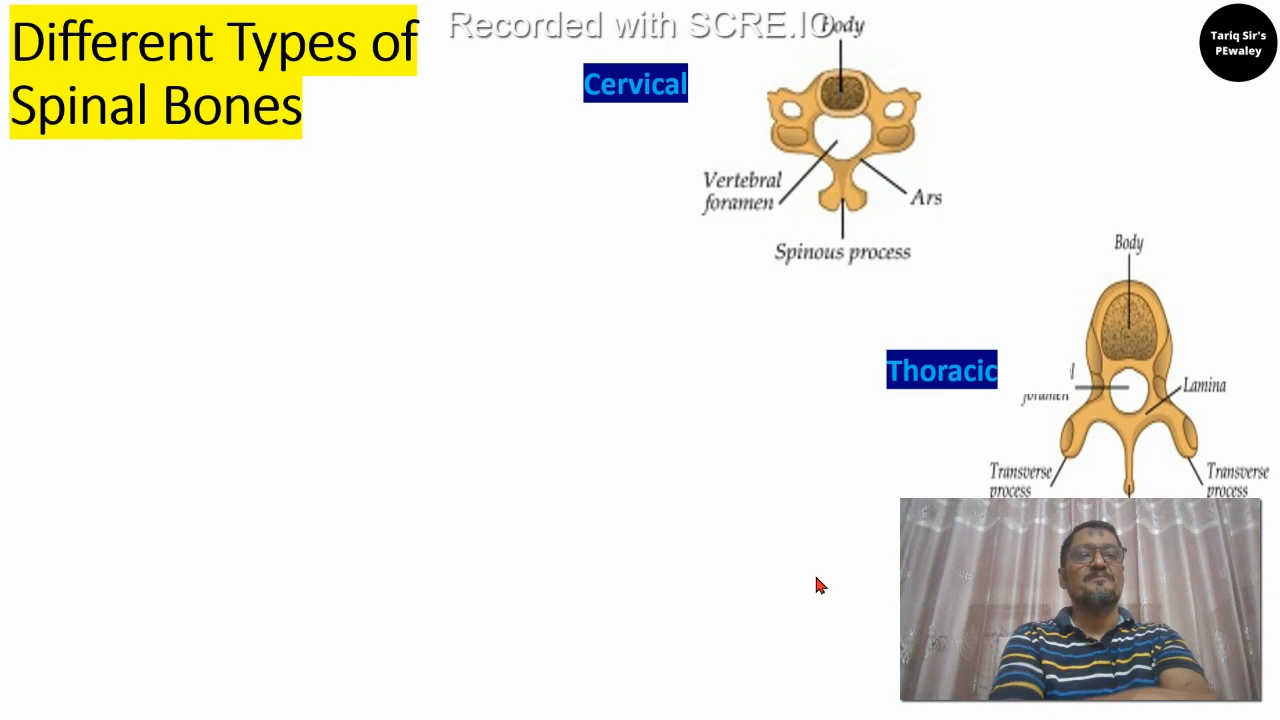 Different Types of
Spinal Bones
Recorded with SCRE.IO
Tariq Sir's
PEwaley
Body
Cervical
Vertebral
foramen
Ars
Spinous process
Body
Thoracic
foramen
Lamina
Transverse
process
Transverse
process